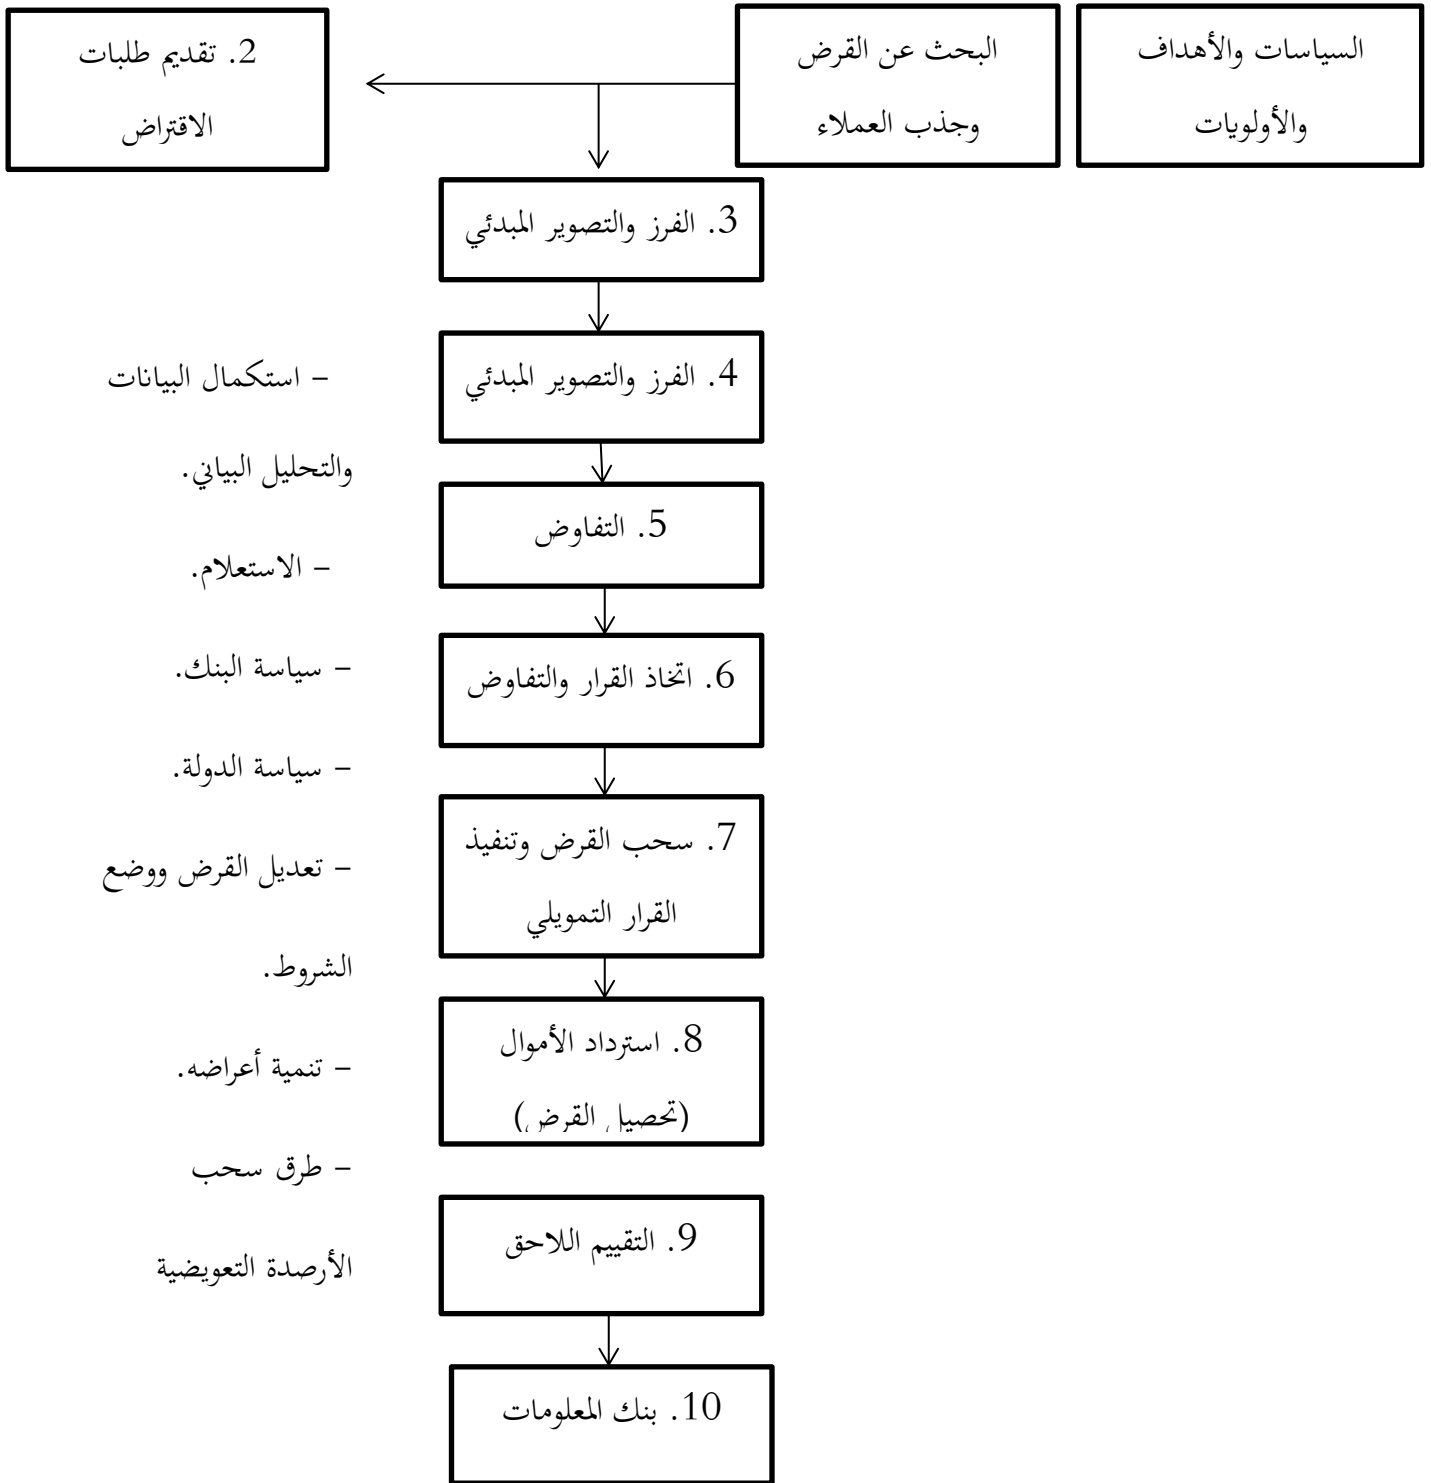 السياسات والأهداف
والأولويات
البحث عن القرض
وجذب العملاء
2. تقديم طلبات
الاقتراض
3. الفرز والتصوير المبدئي
4. الفرز والتصوير المبدئي
5. التفاوض
6. اتخاذ القرار والتفاوض
7. سحب القرض وتنفيذ
القرار التمويلي
8. استرداد الأموال
(تحصيل القرض)
9. التقييم اللاحق
10. بنك المعلومات
– استكمال البيانات
والتحليل البياني.
– الاستعلام.
– سياسة البنك.
– سياسة الدولة.
– تعديل القرض ووضع
الشروط.
– تنمية أعراضه.
– طرق سحب
الأرصدة التعويضية